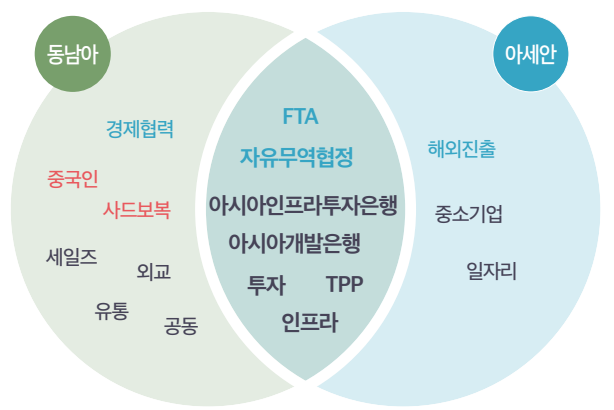 동남아
아세안
경제협력
중국인
사드보복
세일즈
외교
유통
공동
FTA
자유무역협정
아시아인프라투자은행
아시아개발은행
투자 TPP
인프라
해외진출
중소기업
일자리